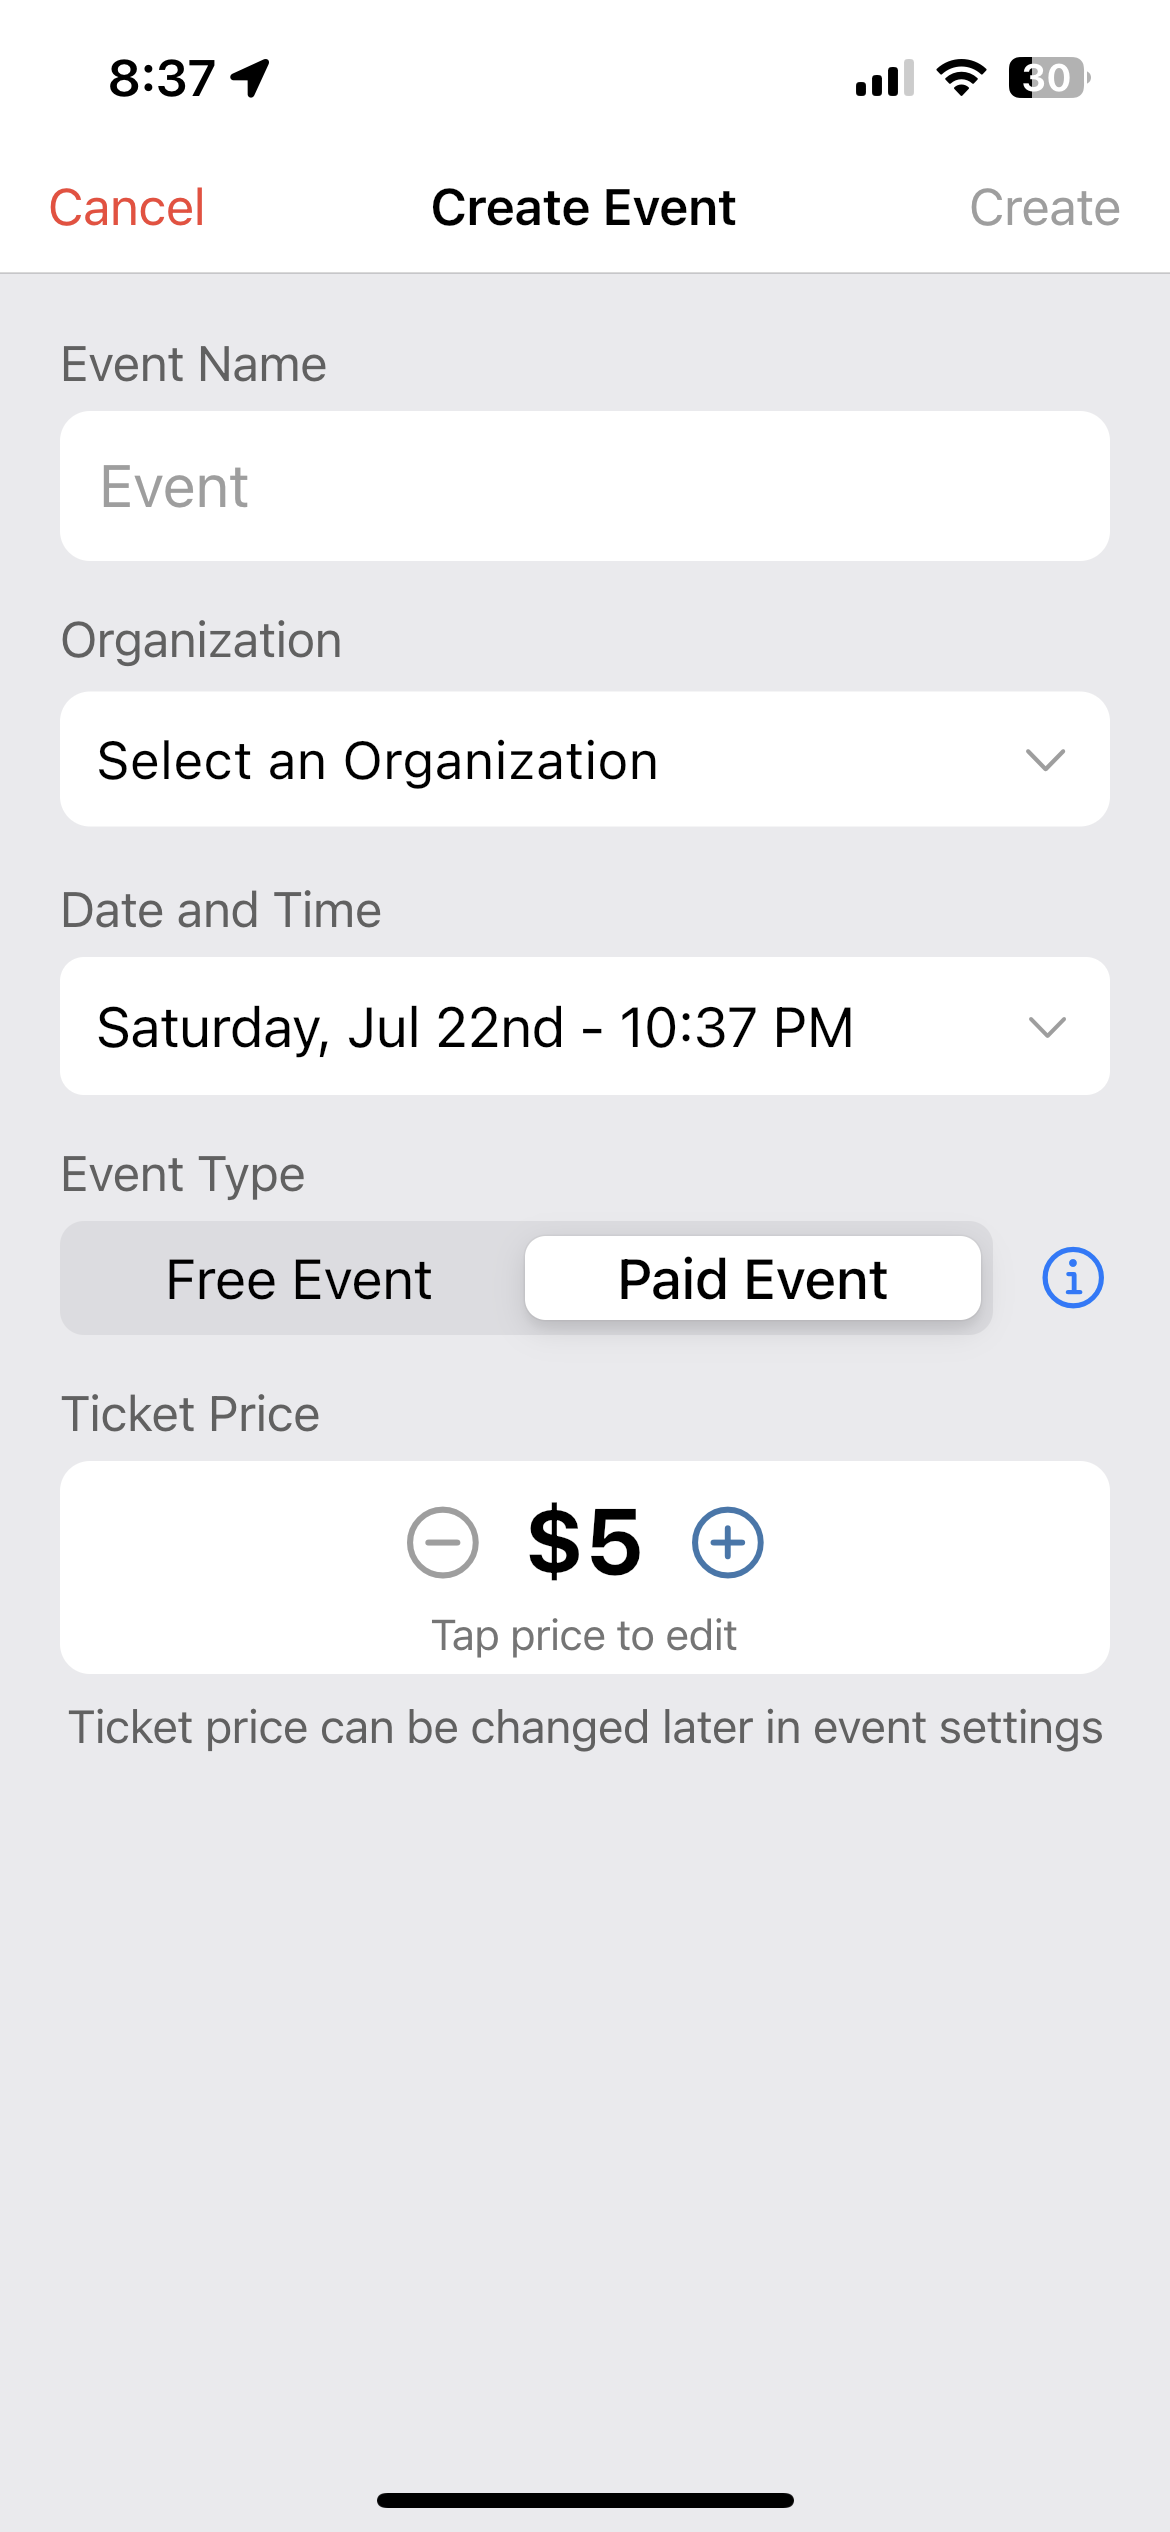 8:37
30
Cancel
Create Event
Create
Event Name
Event
Organization
Select an Organization
Date and Time
Saturday, Jul 22nd - 10:37 PM
Event Type
Free Event
Paid Event
Ticket Price
$5
Tap price to edit
Ticket price can be changed later in event settings